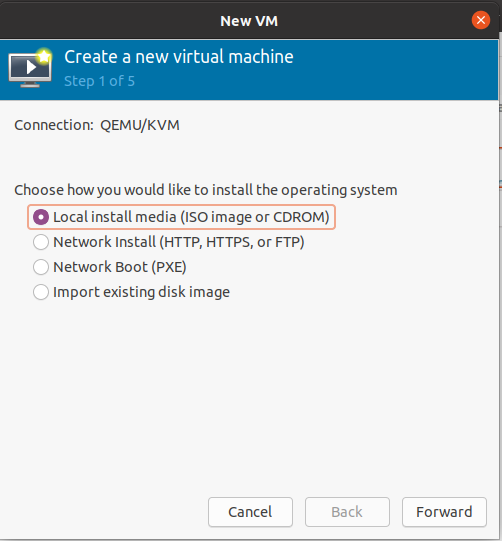 New VM
Create a new virtual machine
Step 1 of 5
Connection: QEMU/KVM
Choose how you would like to install the operating system
Local install media (ISO image or CDROM)
Network Install (HTTP, HTTPS, or FTP)
Network Boot (PXE)
Import existing disk image
Cancel Back Forward